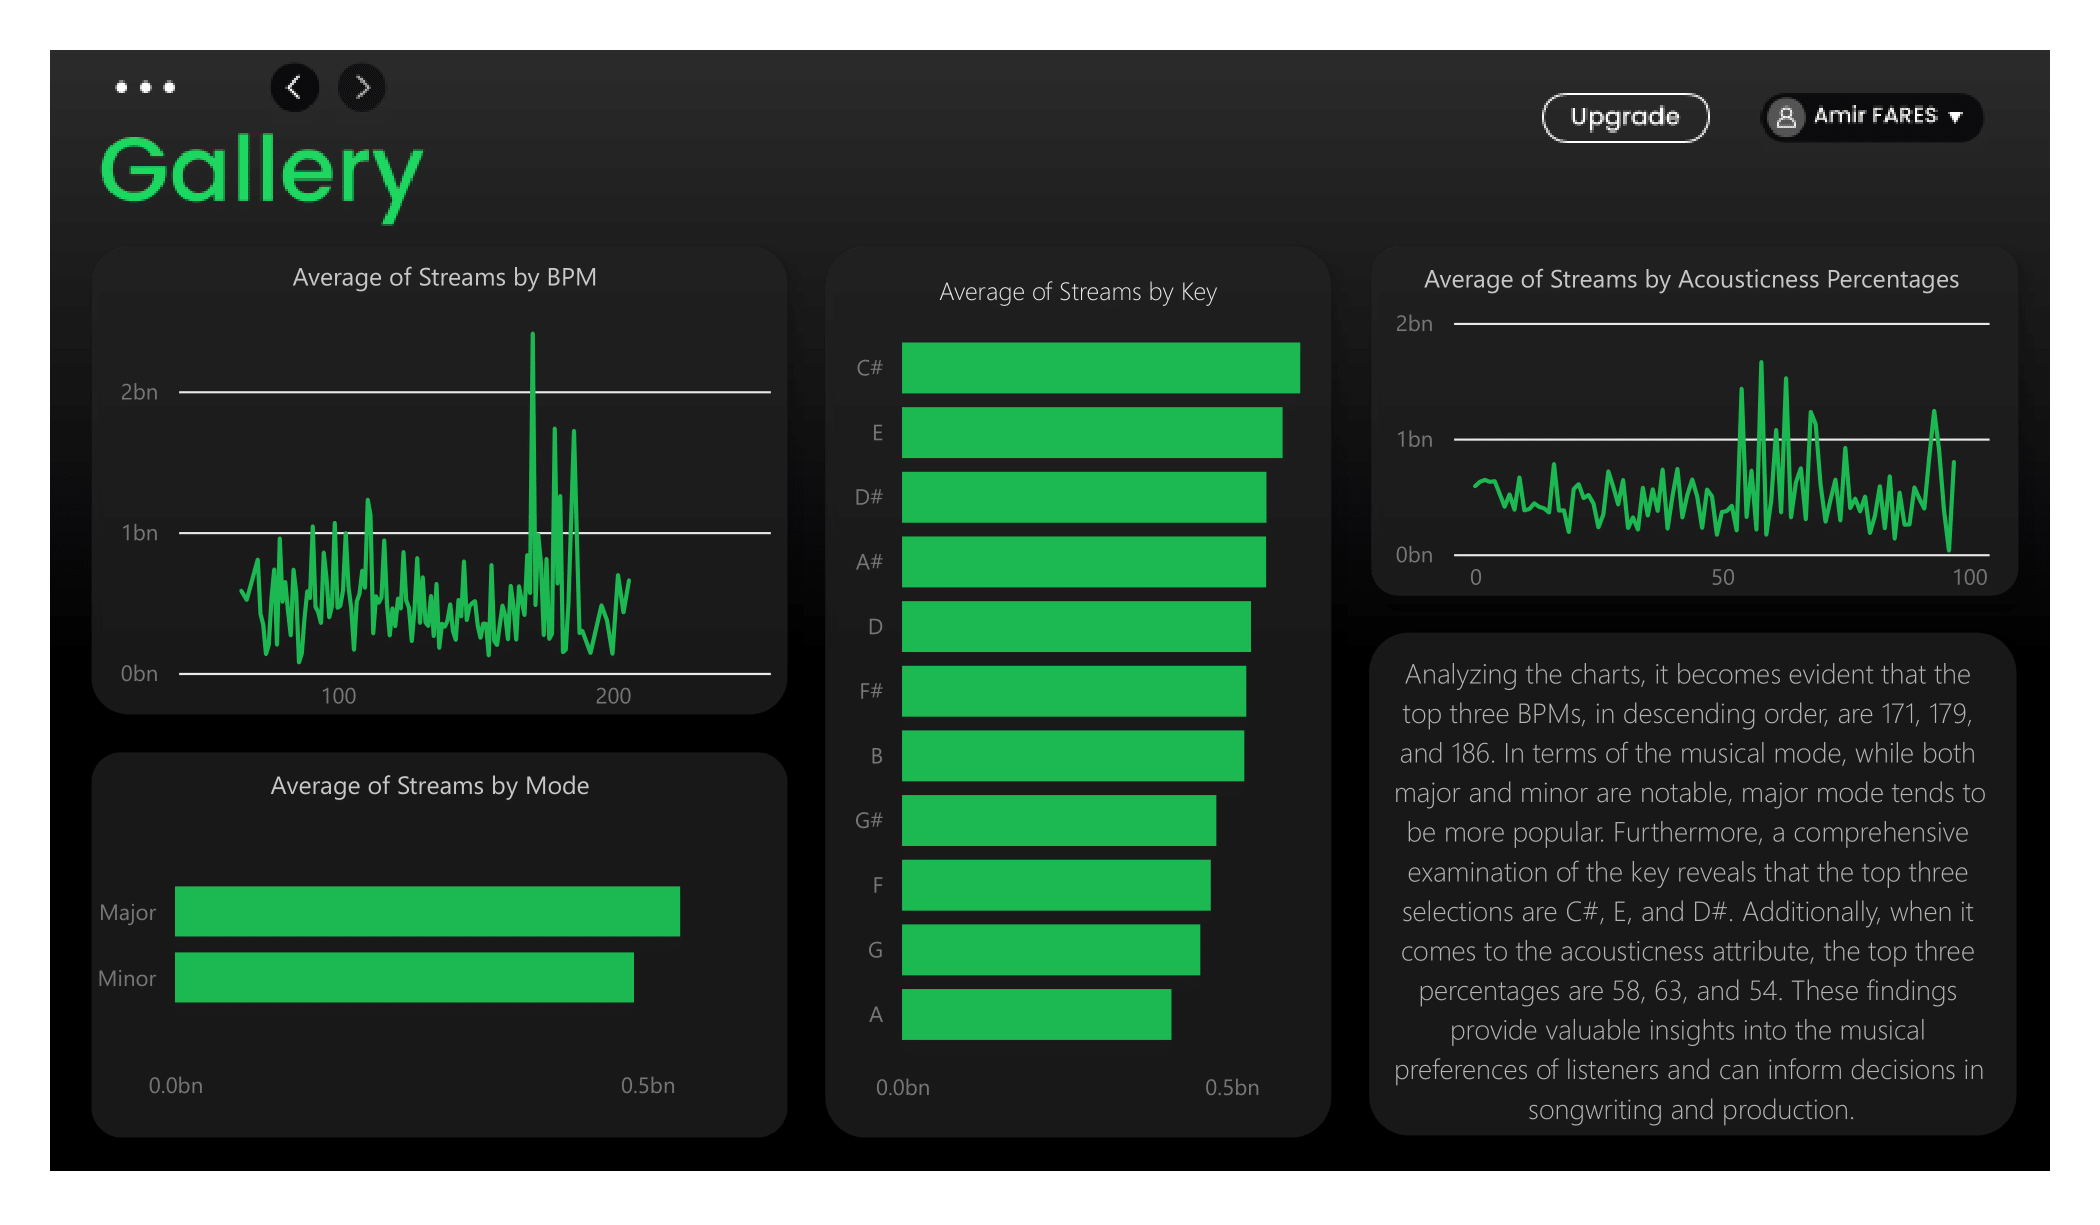 Upgrade
Amir FARES
Gallery
Average of Streams by BPM
2bn
1bn
0bn
100
200
Average of Streams by Mode
Major
Minor
0.0bn
0.5bn
Average of Streams by Key
C#
E
D#
A#
D
F#
B
G#
F
G
A
0.0bn
0.5bn
Average of Streams by Acousticness Percentages
2bn
1bn
0bn
0
50
100
Analyzing the charts, it becomes evident that the
top three BPMs, in descending order, are 171, 179,
and 186. In terms of the musical mode, while both
major and minor are notable, major mode tends to
be more popular. Furthermore, a comprehensive
examination of the key reveals that the top three
selections are C#, E, and D#. Additionally, when it
comes to the acousticness attribute, the top three
percentages are 58, 63, and 54. These findings
provide valuable insights into the musical
preferences of listeners and can inform decisions in
songwriting and production.